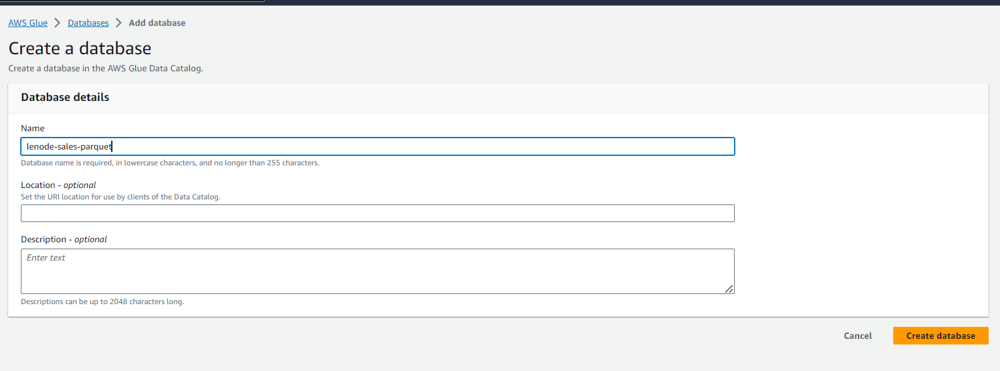 AWS Glue > Databases > Add database
Create a database
Create a database in the AWS Glue Data Catalog.
Database details
Name
lenode-sales-parquet
Database name is required, in lowercase characters, and no longer than 255 characters.
Location - optional
Set the URI location for use by clients of the Data Catalog.
Description - optional
Enter text
Descriptions can be up to 2048 characters long.
Cancel Create database